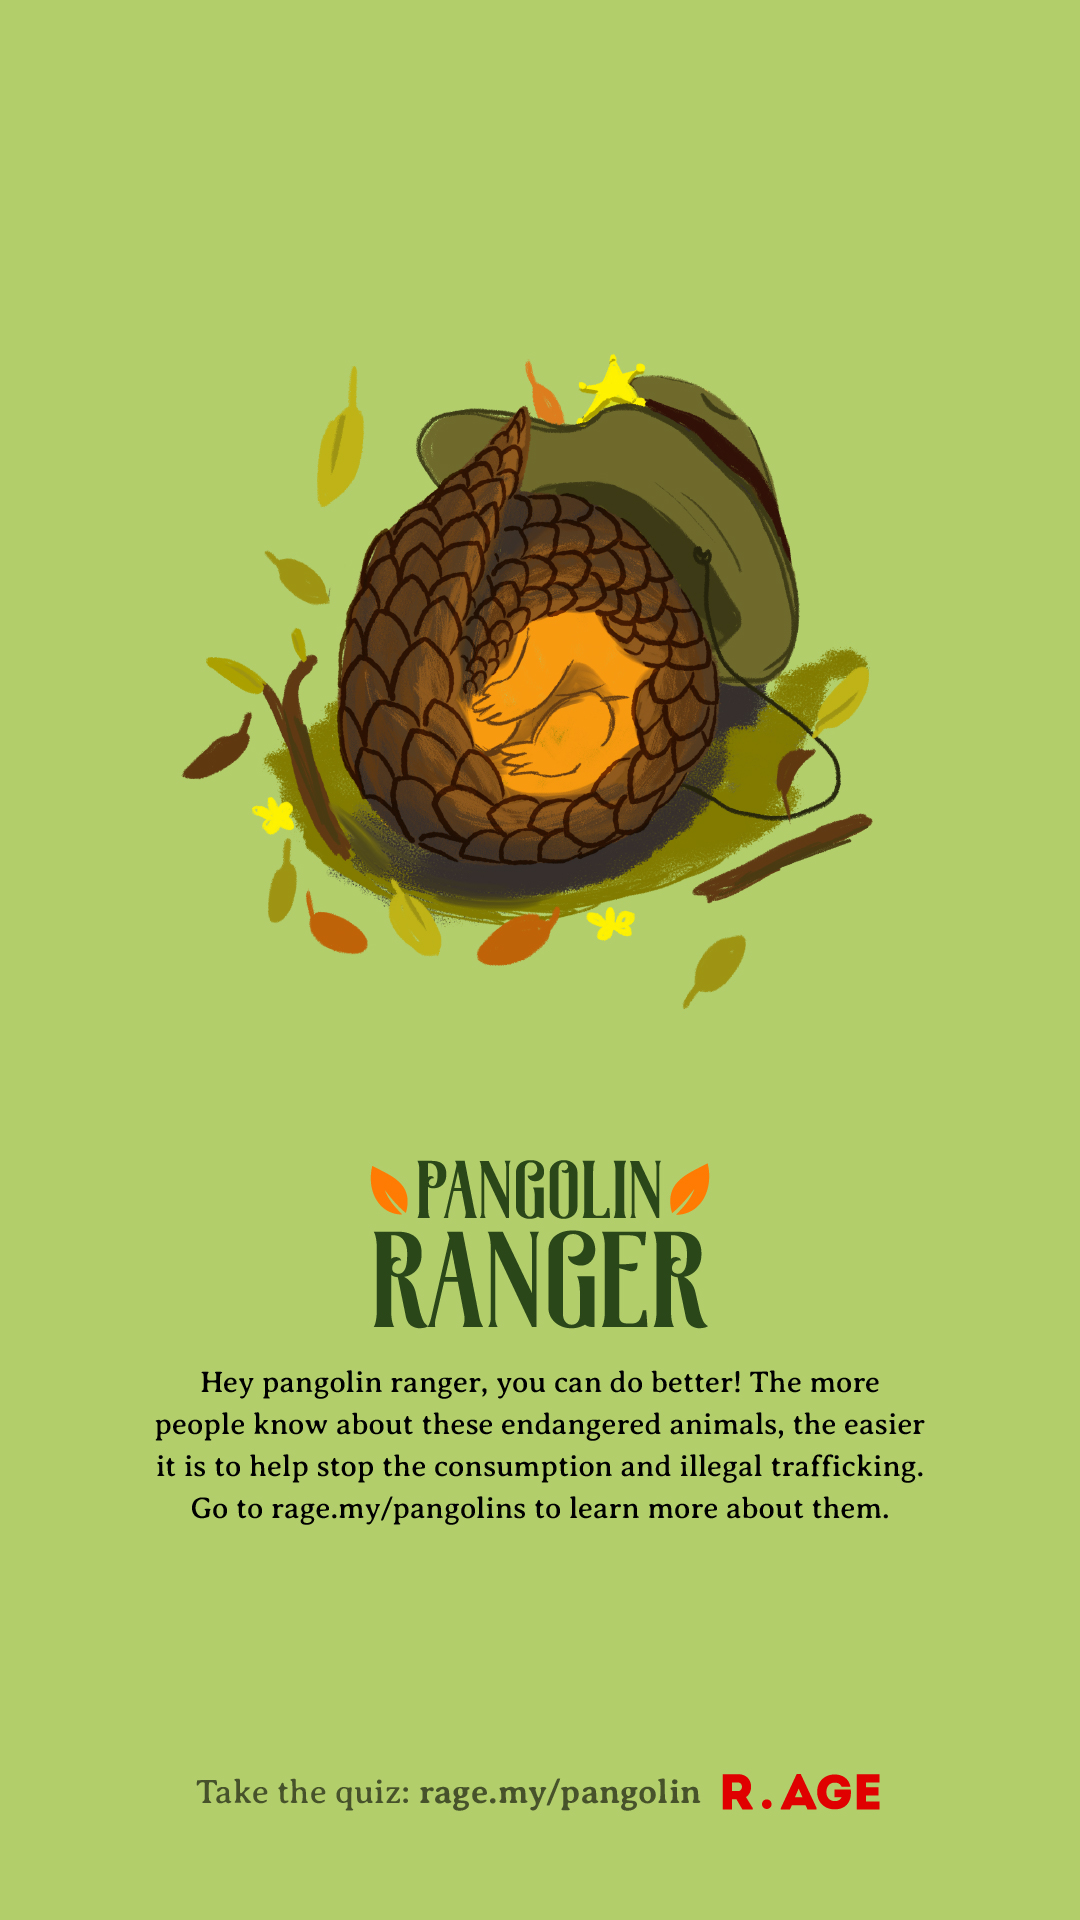 PANGOLIN
RANGER
Hey pangolin ranger, you can do better! The more
people know about these endangered animals, the easier
it is to help stop the consumption and illegal trafficking.
Go to rage.my/pangolins to learn more about them.
Take the quiz: rage.my/pangolin R.AGE